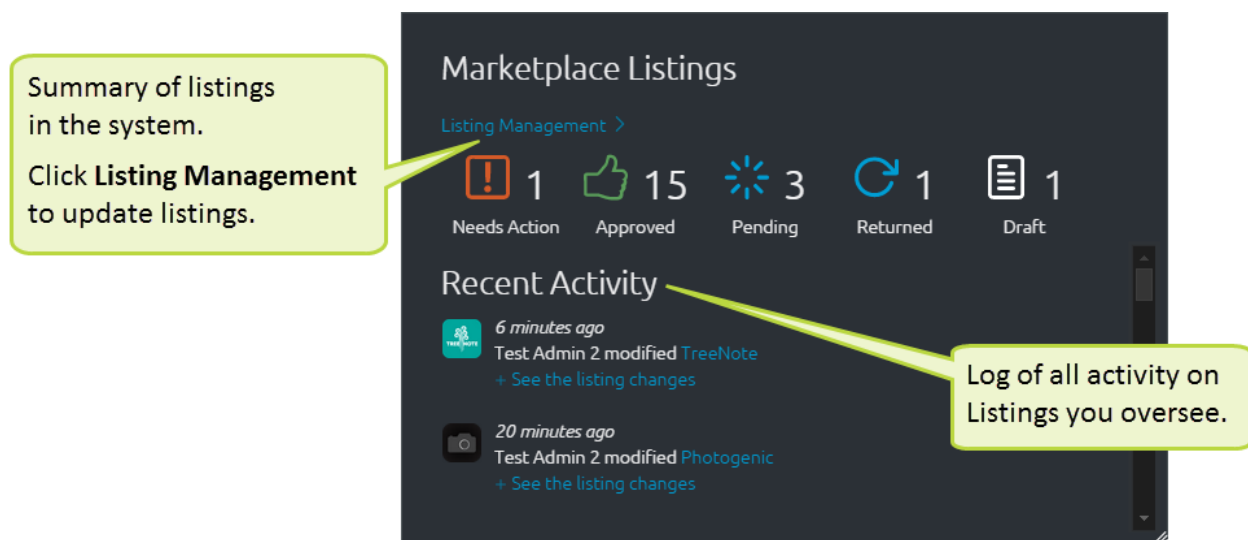 Summary of listings
in the system.
Click Listing Management
to update listings.
Marketplace Listings
Listing Management >
1
15
3
1
1
Needs Action
Approved
Pending
Returned
Draft
Recent Activity
TREE NOTE
6 minutes ago
Test Admin 2 modified TreeNote
+ See the listing changes
20 minutes ago
Test Admin 2 modified Photogenic
+ See the listing changes
Log of all activity on
Listings you oversee.